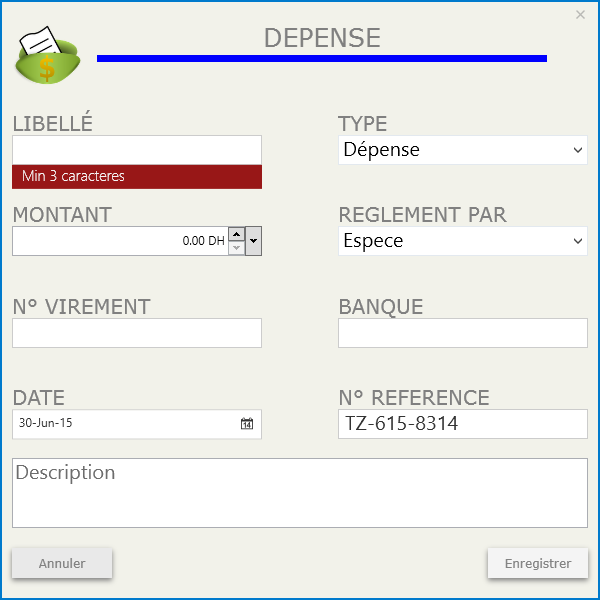 DEPENSE
LIBELLÉ
TYPE
Dépense
Min 3 caracteres
MONTANT
REGLEMENT PAR
0.00 DH
Espece
N° VIREMENT
BANQUE
DATE
N° REFERENCE
30-Jun-15
14
TZ-615-8314
Description
Annuler
Enregistrer